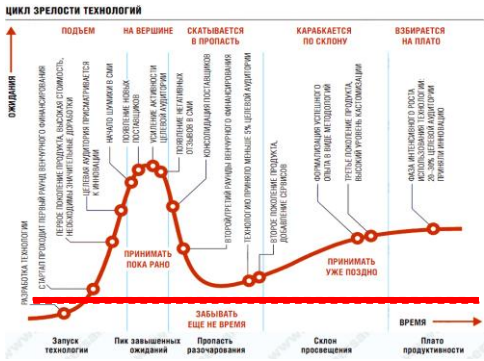 ЦИКЛ ЗРЕЛОСТИ ТЕХНОЛОГИЙ
ПОДЪЕМ
НА ВЕРШИНЕ
СКАТЫВАЕТСЯ
В ПРОПАСТЬ
КАРАБКАЕТСЯ
ПО СКЛОНУ
ВЗБИРАЕТСЯ
НА ПЛАТО
ОЖИДАНИЯ
РАЗРАБОТКА ТЕХНОЛОГИИ
СТАРТАП ПРОХОДИТ ПЕРВЫЙ РАУНД ВЕНЧУРНОГО ФИНАНСИРОВАНИЯ
ПЕРВОЕ ПОКОЛЕНИЕ ПРОДУКТА, ВЫСОКАЯ СТОИМОСТЬ,
НЕОБХОДИМЫ ЗНАЧИТЕЛЬНЫЕ ДОРАБОТКИ
ЦЕЛЕВАЯ АУДИТОРИЯ ПРИСМАТРИВАЕТСЯ
К ИННОВАЦИИ
НАЧАЛО ШУМИХИ В СМИ
ПОЯВЛЕНИЕ НОВЫХ
ПОСТАВЩИКОВ
УСИЛЕНИЕ АКТИВНОСТИ
ЦЕЛЕВОЙ АУДИТОРИИ
ПОЯВЛЕНИЕ НЕГАТИВНЫХ
ОТЗЫВОВ В СМИ
КОНСОЛИДАЦИЯ ПОСТАВЩИКОВ
ВТОРОЙ/ТРЕТИЙ РАУНДЫ ВЕНЧУРНОГО ФИНАНСИРОВАНИЯ
ТЕХНОЛОГИЮ ПРИНЯТО МЕНЬШЕ 5% ЦЕЛЕВОЙ АУДИТОРИИ
ВТОРОЕ ПОКОЛЕНИЕ ПРОДУКТА,
ДОБАВЛЕНИЕ СЕРВИСОВ
ФОРМАЛИЗАЦИЯ УСПЕШНОГО
ОПЫТА В ВИДЕ МЕТОДОЛОГИЙ
ТРЕТЬЕ ПОКОЛЕНИЕ ПРОДУКТА,
ВЫСОКИЙ УРОВЕНЬ КАСТОМИЗАЦИИ
ФАЗА ИНТЕНСИВНОГО РОСТА
ИСПОЛЬЗОВАНИЯ ТЕХНОЛОГИИ:
20–30% ЦЕЛЕВОЙ АУДИТОРИИ
ПРИНЯЛИ ИННОВАЦИЮ
ПРИНИМАТЬ
ПОКА РАНО
ПРИНИМАТЬ
УЖЕ ПОЗДНО
ЗАБЫВАТЬ
ЕЩЕ НЕ ВРЕМЯ
ВРЕМЯ
Запуск
технологии
Пик завышенных
ожиданий
Пропасть
разочарования
Склон
просвещения
Плато
продуктивности